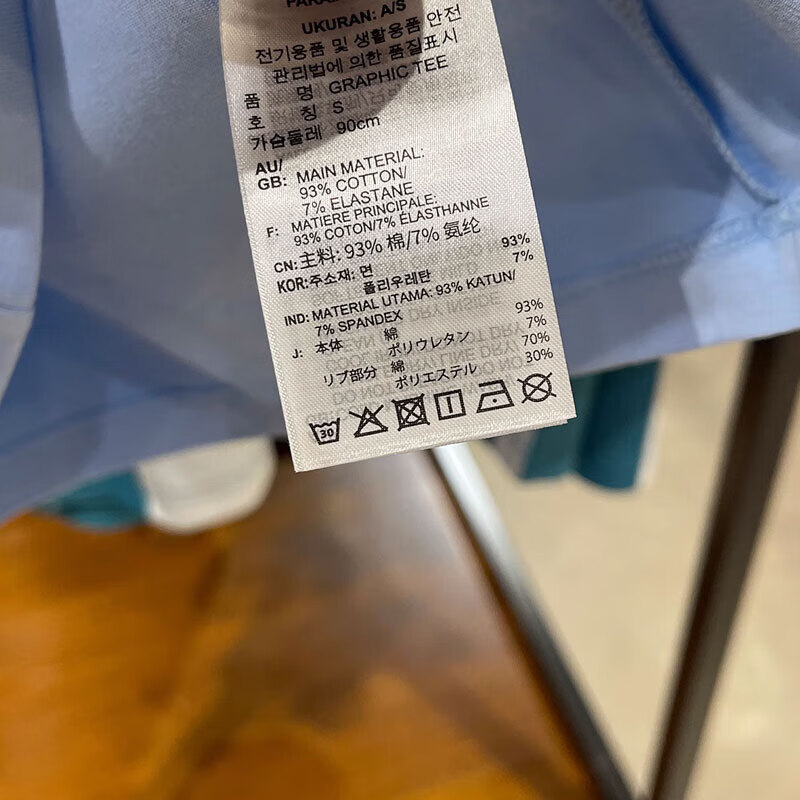 UKURAN: A/S
전기용품 및 생활용품 안전
관리법에 의한 품질표시
품 명 GRAPHIC TEE
호 칭 S
가슴둘레 90cm
AU/
GB: MAIN MATERIAL:
93% COTTON/
7% ELASTANE
F: MATIERE PRINCIPALE:
93% COTON/7% ÉLASTHANNE
CN: 主料: 93% 棉/7% 氨纶
KOR: 주소재: 면 93%
폴리우레탄 7%
IND: MATERIAL UTAMA: 93% KATUN/
7% SPANDEX
J: 本体 綿 93%
ポリウレタン 7%
リブ部分 綿 70%
ポリエステル 30%
30